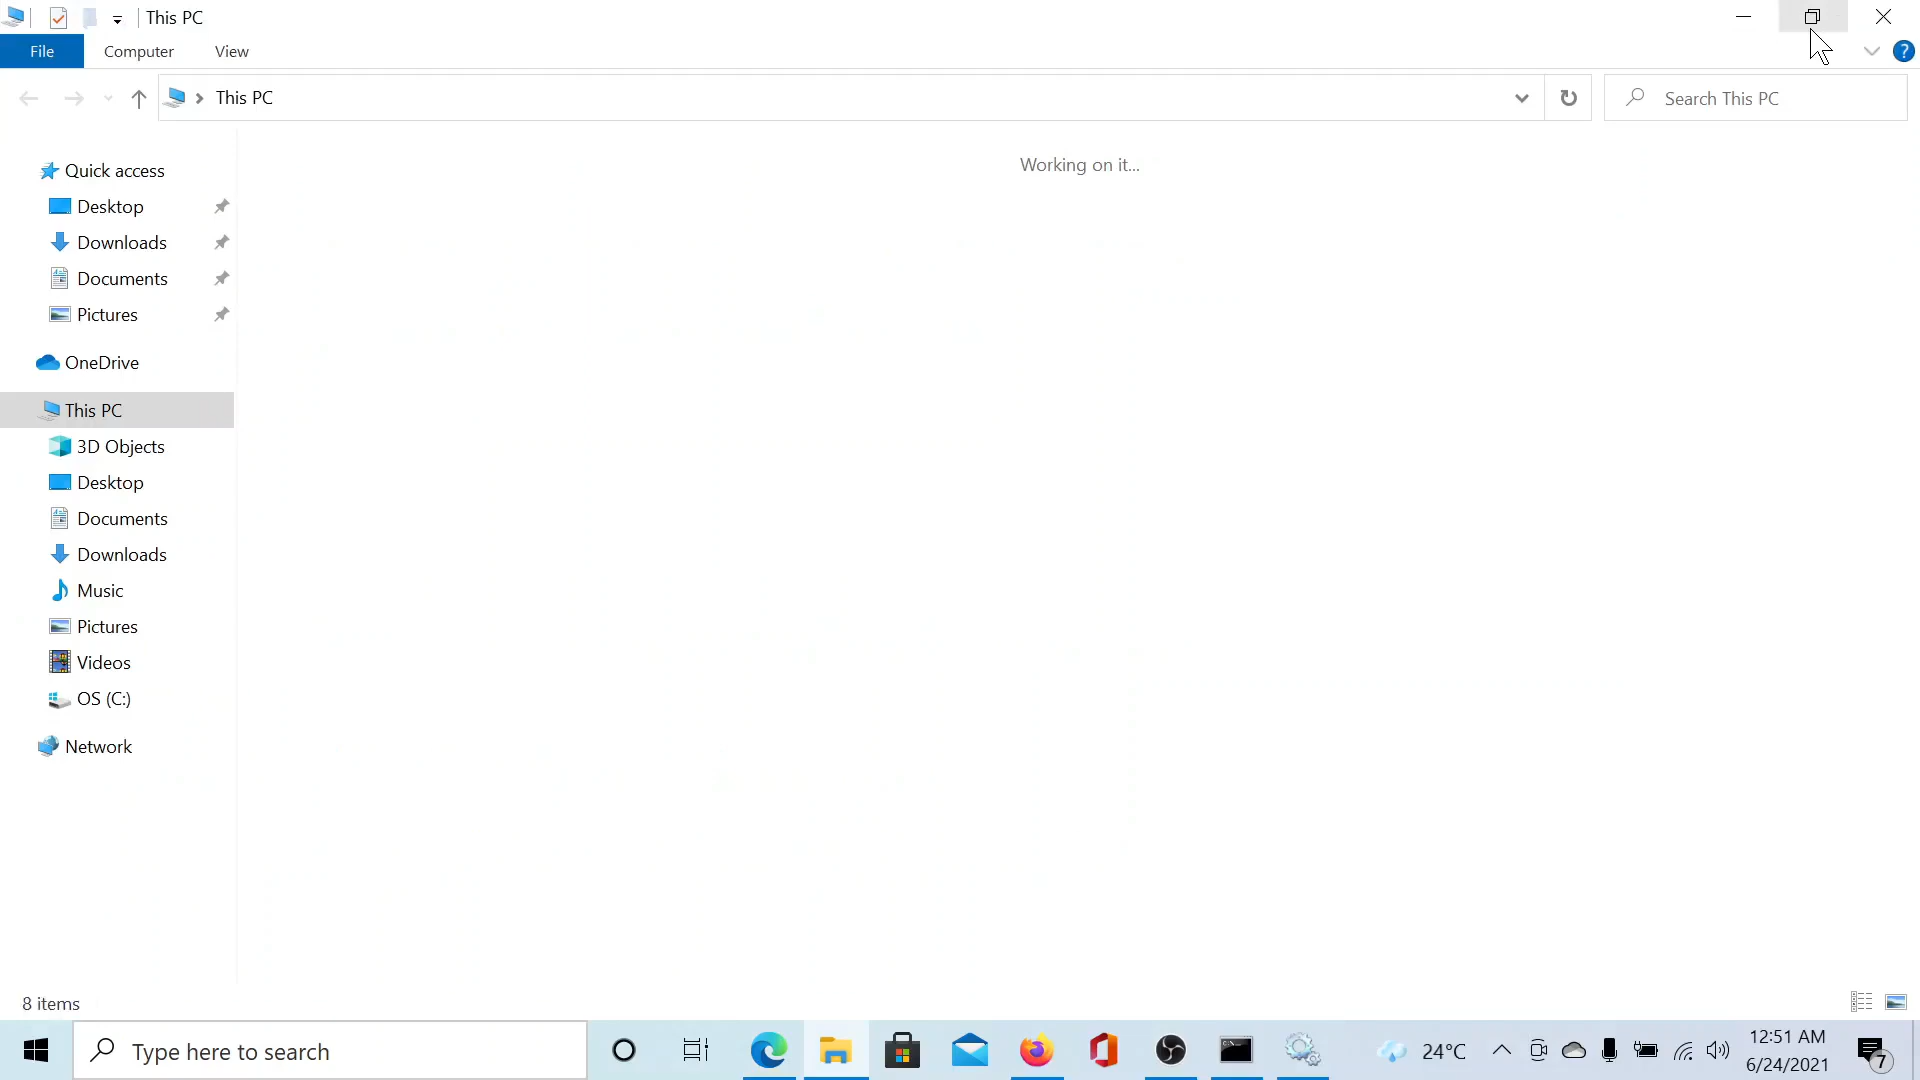 This PC
File
Computer
View
?
This PC
Search This PC
Quick access
Desktop
Downloads
Documents
Pictures
OneDrive
This PC
3D Objects
Desktop
Documents
Downloads
Music
Pictures
Videos
OS (C:)
Network
Working on it...
8 items
Type here to search
24°C
12:51 AM
6/24/2021
7